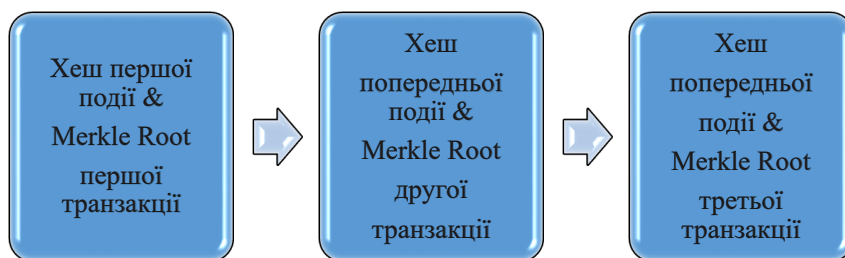 Хеш першої
події &
Merkle Root
першої
транзакції
Хеш
попередньої
події &
Merkle Root
другої
транзакції
Хеш
попередньої
події &
Merkle Root
третьої
транзакції